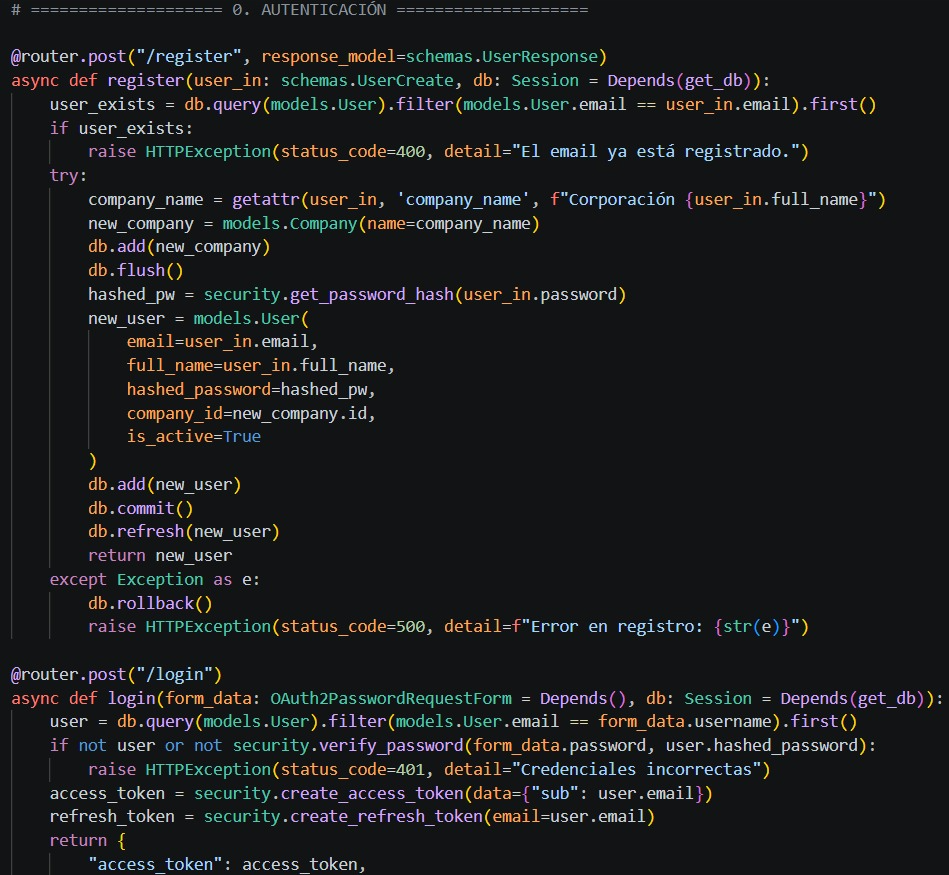 # ==================== 0. AUTENTICACIÓN ====================

@router.post("/register", response_model=schemas.UserResponse)
async def register(user_in: schemas.UserCreate, db: Session = Depends(get_db)):
    user_exists = db.query(models.User).filter(models.User.email == user_in.email).first()
    if user_exists:
        raise HTTPException(status_code=400, detail="El email ya está registrado.")
    try:
        company_name = getattr(user_in, 'company_name', f"Corporación {user_in.full_name}")
        new_company = models.Company(name=company_name)
        db.add(new_company)
        db.flush()
        hashed_pw = security.get_password_hash(user_in.password)
        new_user = models.User(
            email=user_in.email,
            full_name=user_in.full_name,
            hashed_password=hashed_pw,
            company_id=new_company.id,
            is_active=True
        )
        db.add(new_user)
        db.commit()
        db.refresh(new_user)
        return new_user
    except Exception as e:
        db.rollback()
        raise HTTPException(status_code=500, detail=f"Error en registro: {str(e)}")

@router.post("/login")
async def login(form_data: OAuth2PasswordRequestForm = Depends(), db: Session = Depends(get_db)):
    user = db.query(models.User).filter(models.User.email == form_data.username).first()
    if not user or not security.verify_password(form_data.password, user.hashed_password):
        raise HTTPException(status_code=401, detail="Credenciales incorrectas")
    access_token = security.create_access_token(data={"sub": user.email})
    refresh_token = security.create_refresh_token(email=user.email)
    return {
        "access_token": access_token,